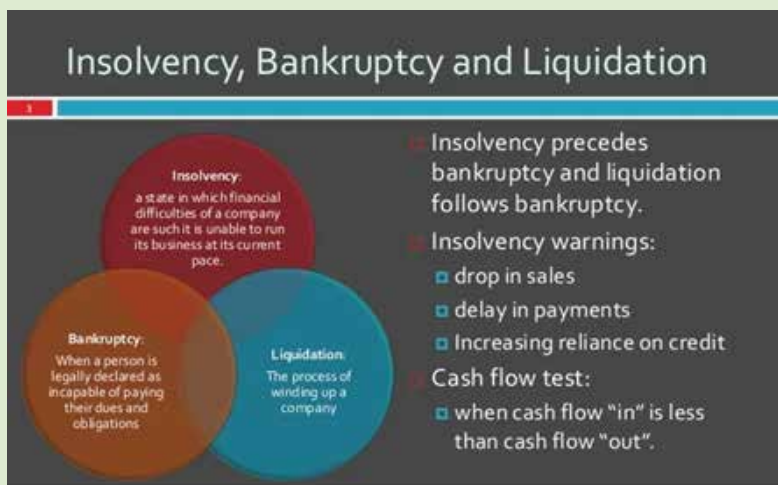 Insolvency, Bankruptcy and Liquidation
3
Insolvency:
a state in which financial
difficulties of a company
are such it is unable to run
its business at its current
pace.
Bankruptcy:
When a person is
legally declared as
incapable of paying
their dues and
obligations
Liquidation:
The process of
winding up a
company
Insolvency precedes
bankruptcy and liquidation
follows bankruptcy.
Insolvency warnings:
drop in sales
delay in payments
Increasing reliance on credit
Cash flow test:
when cash flow “in” is less
than cash flow “out”.